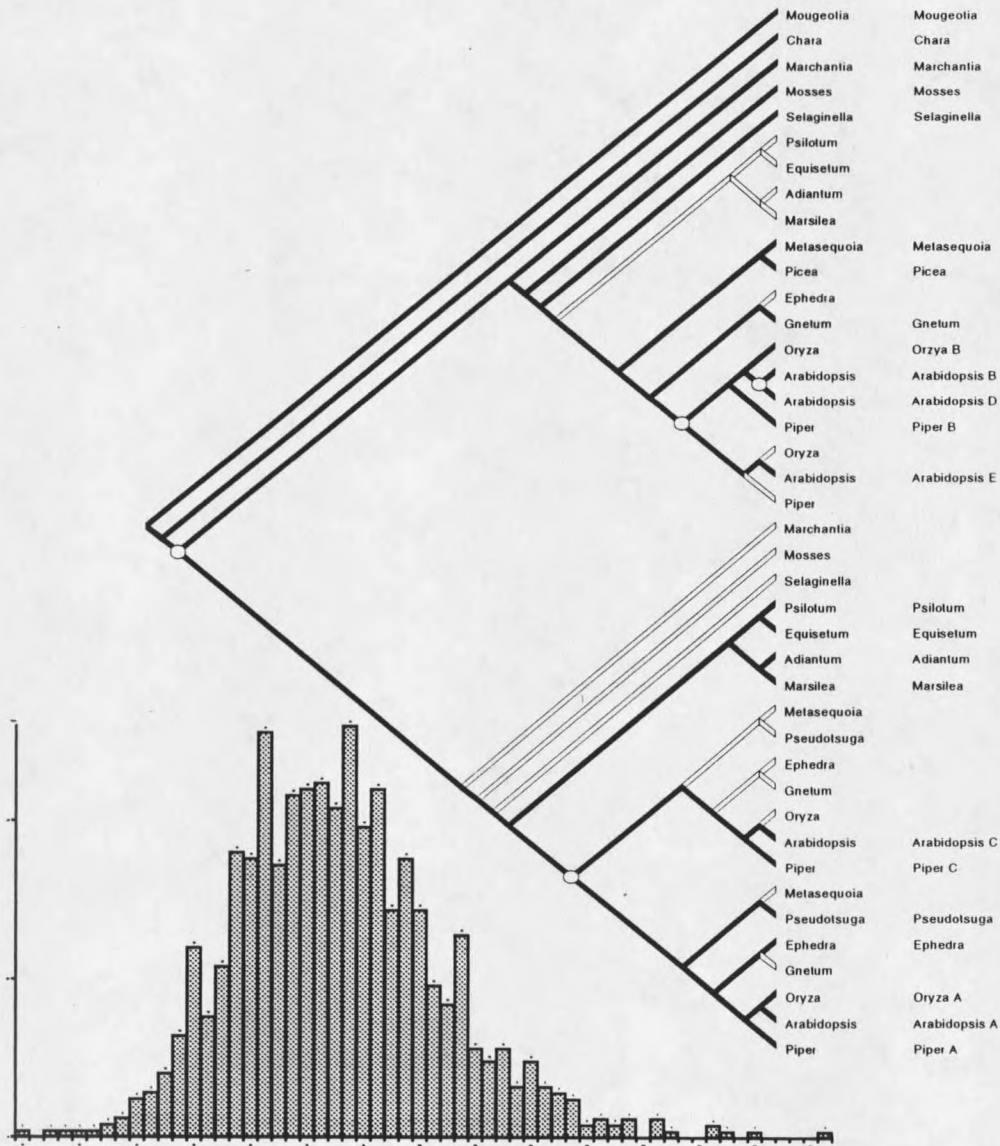 Mougeotia Mougeotia
Chara Chara
Marchantia Marchantia
Mosses Mosses
Selaginella Selaginella
Psilotum
Equisetum
Adiantum
Marsilea
Metasequoia Metasequoia
Picea Picea
Ephedra
Gnetum Gnetum
Oryza Orzya B
Arabidopsis Arabidopsis B
Arabidopsis Arabidopsis D
Piper Piper B
Oryza
Arabidopsis Arabidopsis E
Piper
Marchantia
Mosses
Selaginella
Psilotum Psilotum
Equisetum Equisetum
Adiantum Adiantum
Marsilea Marsilea
Metasequoia
Pseudotsuga
Ephedra
Gnetum
Oryza
Arabidopsis Arabidopsis C
Piper Piper C
Metasequoia
Pseudotsuga Pseudotsuga
Ephedra Ephedra
Gnetum
Oryza Oryza A
Arabidopsis Arabidopsis A
Piper Piper A